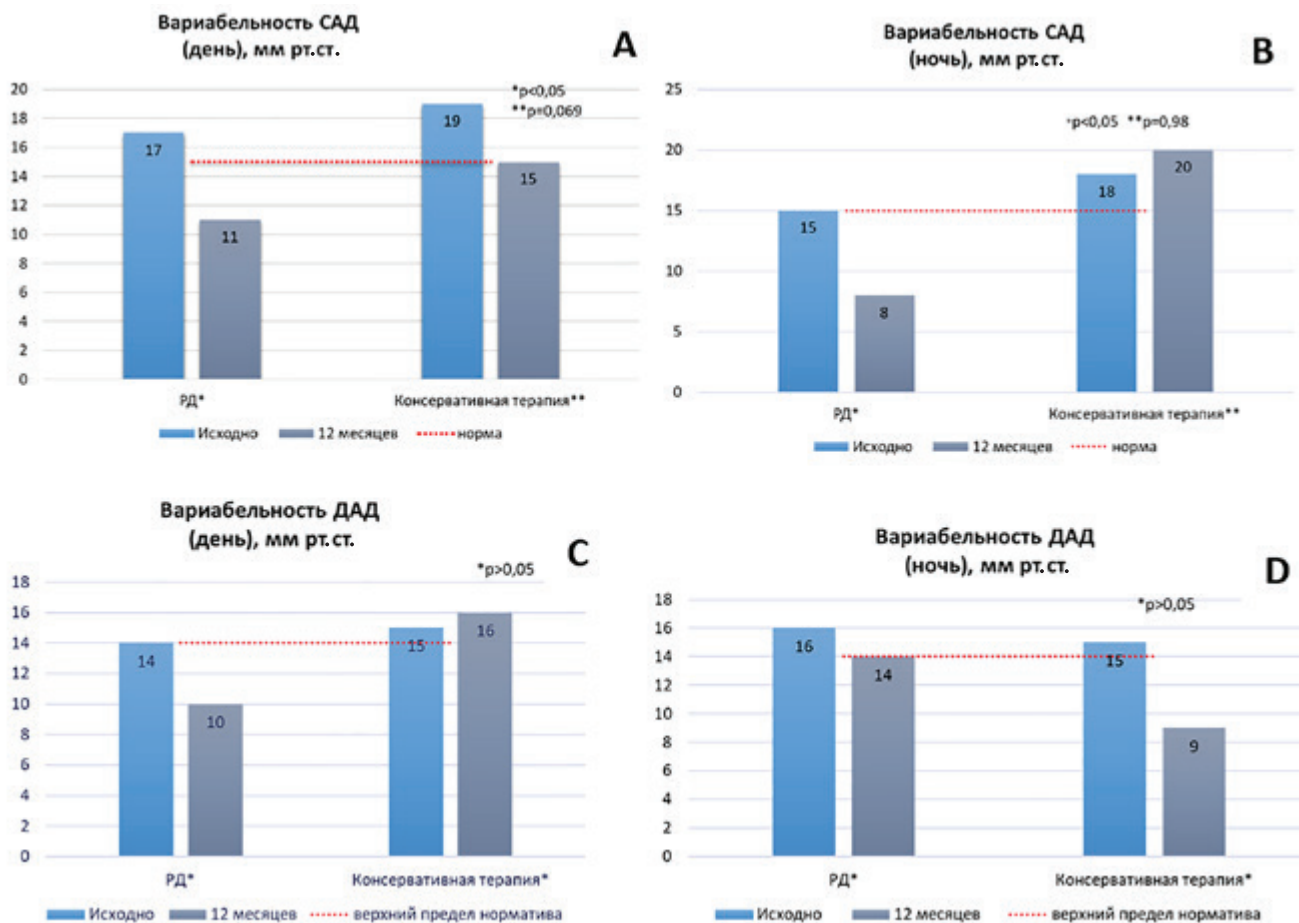 Вариабельность САД
(день), мм рт.ст.
A
*p<0,05
**p=0,069
20
18
16
14
12
10
8
6
4
2
0
17
11
19
15
РД*
Консервативная терапия**
Исходно 12 месяцев норма
Вариабельность САД
(ночь), мм рт.ст.
B
*p<0,05 **p=0,98
25
20
15
10
5
0
15
8
18
20
РД*
Консервативная терапия**
Исходно 12 месяцев норма
Вариабельность ДАД
(день), мм рт.ст.
C
*p>0,05
18
16
14
12
10
8
6
4
2
0
14
10
15
16
РД*
Консервативная терапия*
Исходно 12 месяцев верхний предел норматива
Вариабельность ДАД
(ночь), мм рт.ст.
D
*p>0,05
18
16
14
12
10
8
6
4
2
0
16
14
15
9
РД*
Консервативная терапия*
Исходно 12 месяцев верхний предел норматива